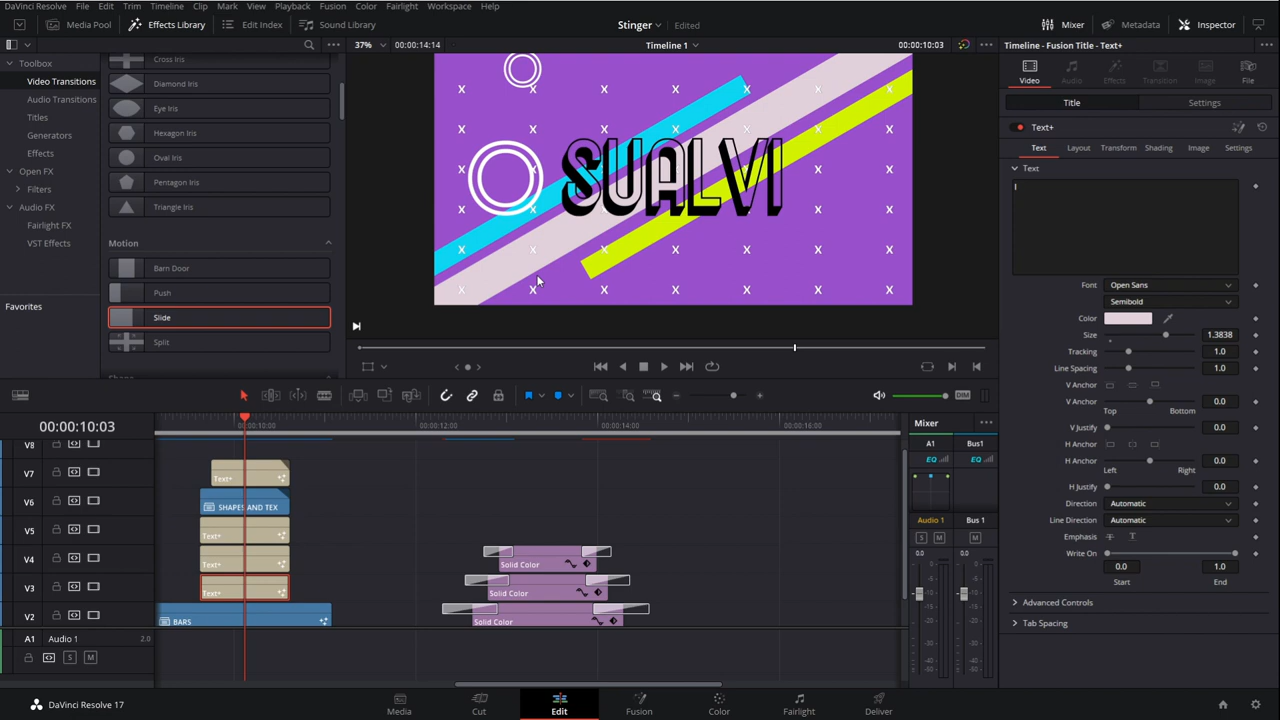 DaVinci Resolve File Edit Trim Timeline Clip Mark View Playback Fusion Color Fairlight Workspace Help
Media Pool Effects Library Edit Index Sound Library Stinger Edited Mixer Metadata Inspector
37% 00:00:14:14 Timeline 1 00:00:10:03 Timeline - Fusion Title - Text+
Toolbox
Video Transitions
Audio Transitions
Titles
Generators
Effects
Open FX
Filters
Audio FX
Fairlight FX
VST Effects
Favorites
Cross Iris
Diamond Iris
Eye Iris
Hexagon Iris
Oval Iris
Pentagon Iris
Triangle Iris
Motion
Barn Door
Push
Slide
Split
X X X X X X X
X X X X X X X
X X X X X X
X X X X X X X
X X X X X X X
X X X X X X X
SUALVI
Video Audio Effects Transition Image File
Title Settings
Text+
Text Layout Transform Shading Image Settings
Text
Font Open Sans
Semibold
Color
Size 1.3838
Tracking 1.0
Line Spacing 1.0
V Anchor
V Anchor 0.0
Top Bottom
V Justify 0.0
H Anchor
H Anchor 0.0
Left Right
H Justify 0.0
Direction Automatic
Line Direction Automatic
Emphasis T T
Write On
0.0 1.0
Start End
Advanced Controls
Tab Spacing
DIM
00:00:10:03
00:00:10:00 00:00:12:00 00:00:14:00 00:00:16:00
V8
V7 Text+
V6 SHAPES AND TEX
V5 Text+
V4 Text+ Solid Color
V3 Text+ Solid Color
V2 BARS Solid Color
A1 Audio 1 2.0
S M
Mixer
A1 Bus1
EQ EQ
Audio 1 Bus 1
S M M
0.0 0.0
DaVinci Resolve 17
Media Cut Edit Fusion Color Fairlight Deliver